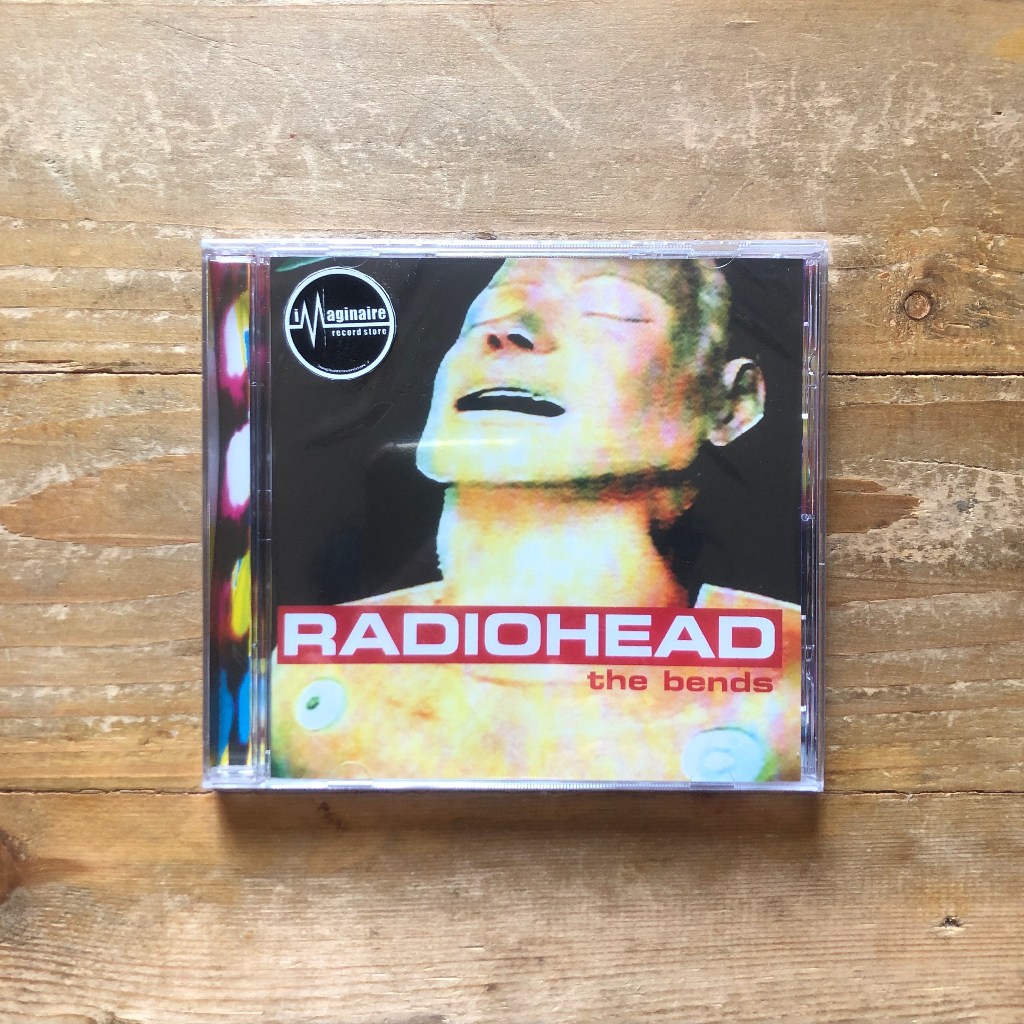 iMaginaire
record store
RADIOHEAD
the bends